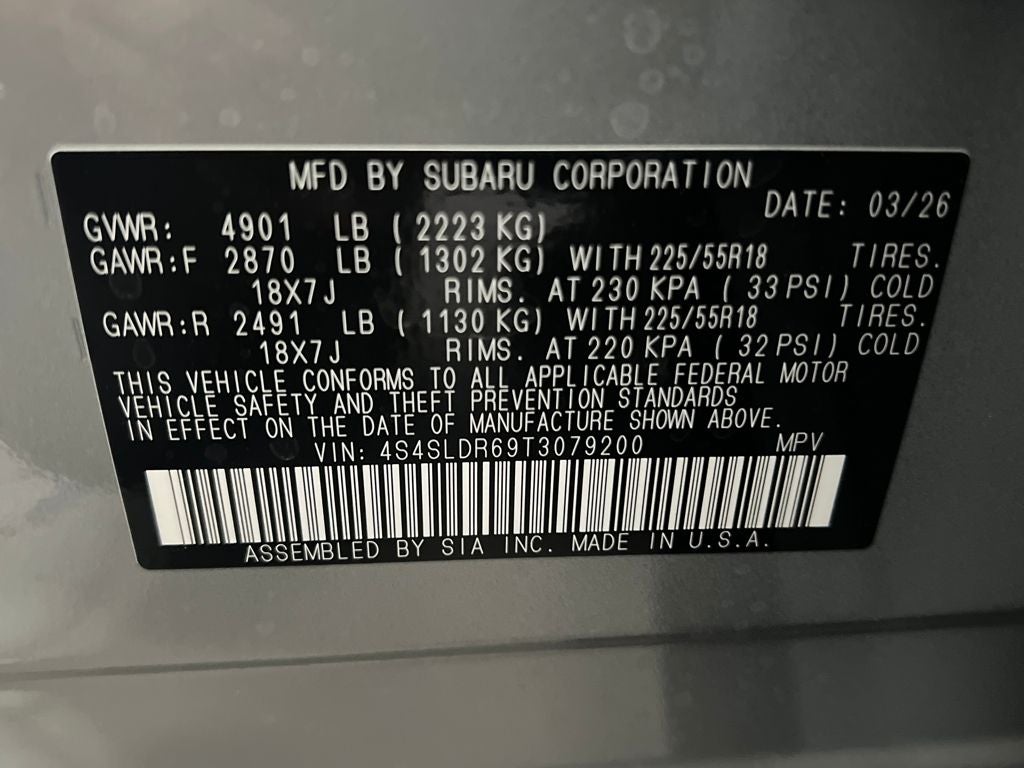 MFD BY SUBARU CORPORATION
DATE: 03/26
GVWR: 4901 LB ( 2223 KG)
GAWR:F 2870 LB ( 1302 KG) WITH 225/55R18 TIRES.
18X7J RIMS. AT 230 KPA ( 33 PSI) COLD
GAWR:R 2491 LB ( 1130 KG) WITH 225/55R18 TIRES.
18X7J RIMS. AT 220 KPA ( 32 PSI) COLD
THIS VEHICLE CONFORMS TO ALL APPLICABLE FEDERAL MOTOR
VEHICLE SAFETY AND THEFT PREVENTION STANDARDS
IN EFFECT ON THE DATE OF MANUFACTURE SHOWN ABOVE.
VIN: 4S4SLDR69T3079200 MPV
ASSEMBLED BY SIA INC. MADE IN U.S.A.